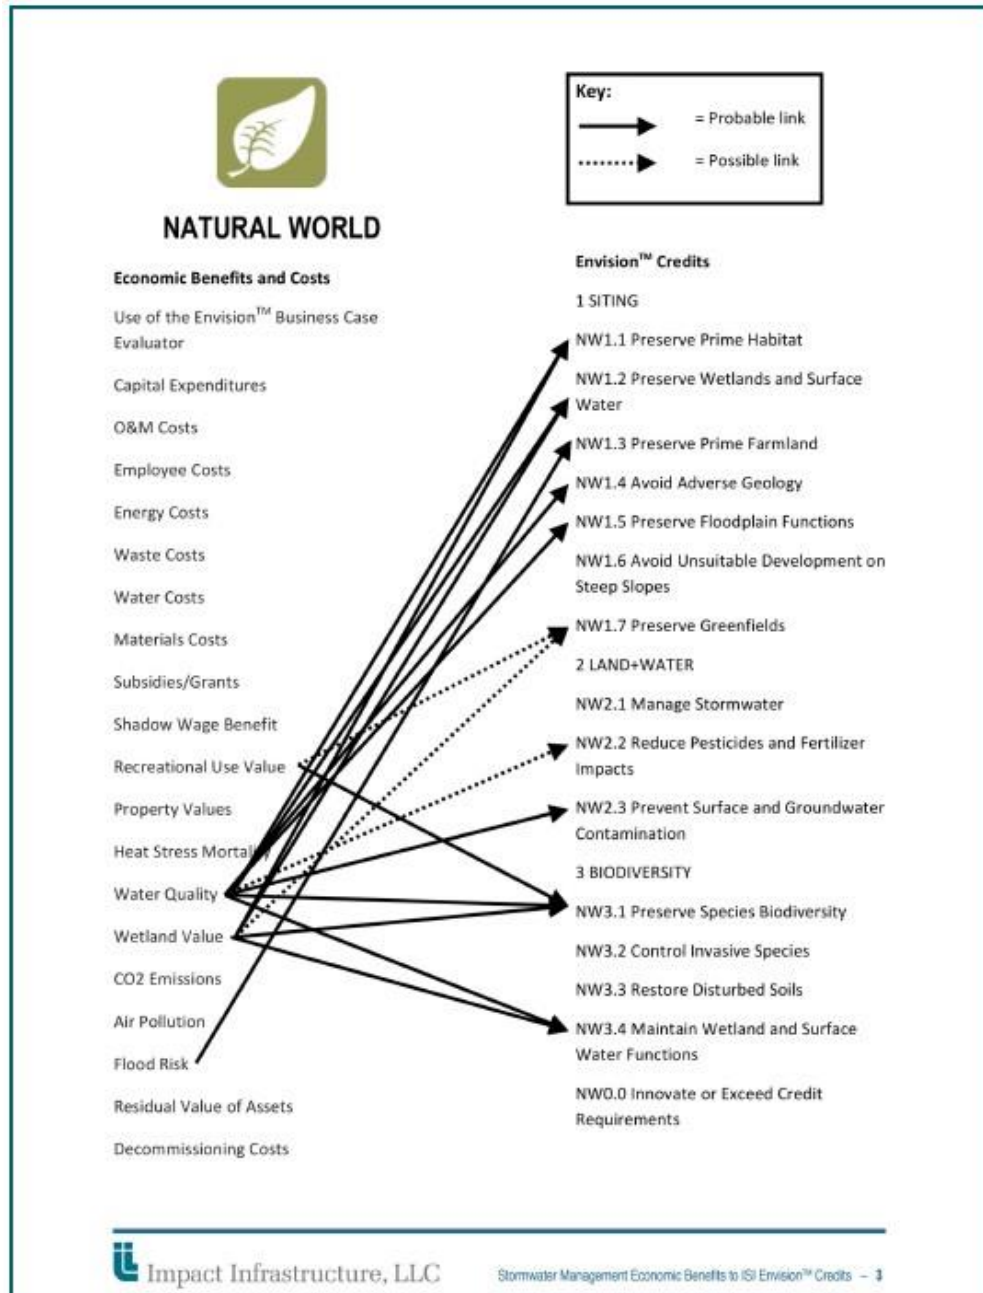 Key:
= Probable link
= Possible link
NATURAL WORLD
Economic Benefits and Costs
Use of the Envision™ Business Case
Evaluator
Capital Expenditures
O&M Costs
Employee Costs
Energy Costs
Waste Costs
Water Costs
Materials Costs
Subsidies/Grants
Shadow Wage Benefit
Recreational Use Value
Property Values
Heat Stress Mortality
Water Quality
Wetland Value
CO2 Emissions
Air Pollution
Flood Risk
Residual Value of Assets
Decommissioning Costs
Envision™ Credits
1 SITING
NW1.1 Preserve Prime Habitat
NW1.2 Preserve Wetlands and Surface
Water
NW1.3 Preserve Prime Farmland
NW1.4 Avoid Adverse Geology
NW1.5 Preserve Floodplain Functions
NW1.6 Avoid Unsuitable Development on
Steep Slopes
NW1.7 Preserve Greenfields
2 LAND+WATER
NW2.1 Manage Stormwater
NW2.2 Reduce Pesticides and Fertilizer
Impacts
NW2.3 Prevent Surface and Groundwater
Contamination
3 BIODIVERSITY
NW3.1 Preserve Species Biodiversity
NW3.2 Control Invasive Species
NW3.3 Restore Disturbed Soils
NW3.4 Maintain Wetland and Surface
Water Functions
NW0.0 Innovate or Exceed Credit
Requirements
Impact Infrastructure, LLC
Stormwater Management Economic Benefits to ISI Envision™ Credits – 3